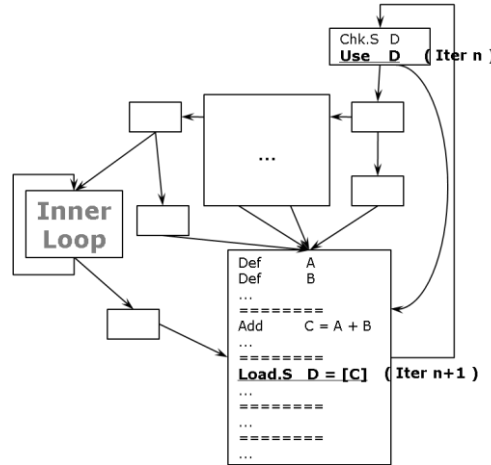 Chk.S D
Use D ( Iter n )
...
Inner
Loop
Def A
Def B
...
========
Add C = A + B
...
========
Load.S D = [C] ( Iter n+1 )
...
========
...
========
...